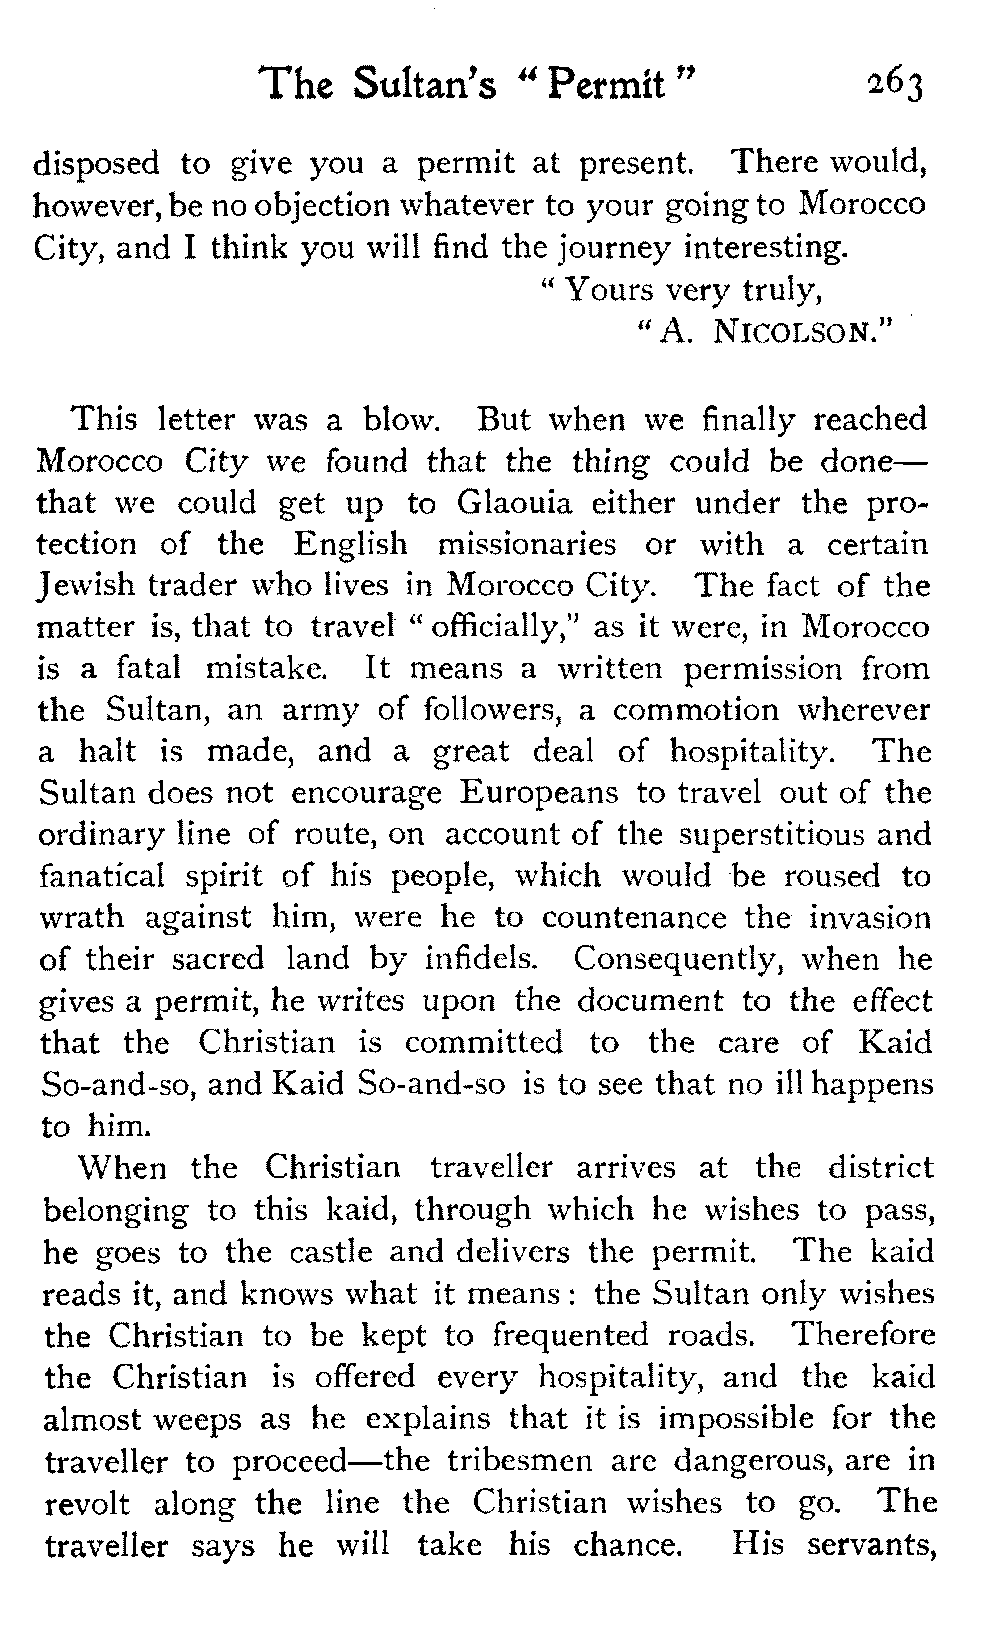 The Sultan's “ Permit ” 263
disposed to give you a permit at present. There would,
however, be no objection whatever to your going to Morocco
City, and I think you will find the journey interesting.
“ Yours very truly,
“ A. NICOLSON.”
This letter was a blow. But when we finally reached
Morocco City we found that the thing could be done—
that we could get up to Glaouia either under the pro-
tection of the English missionaries or with a certain
Jewish trader who lives in Morocco City. The fact of the
matter is, that to travel “ officially,” as it were, in Morocco
is a fatal mistake. It means a written permission from
the Sultan, an army of followers, a commotion wherever
a halt is made, and a great deal of hospitality. The
Sultan does not encourage Europeans to travel out of the
ordinary line of route, on account of the superstitious and
fanatical spirit of his people, which would be roused to
wrath against him, were he to countenance the invasion
of their sacred land by infidels. Consequently, when he
gives a permit, he writes upon the document to the effect
that the Christian is committed to the care of Kaid
So-and-so, and Kaid So-and-so is to see that no ill happens
to him.
When the Christian traveller arrives at the district
belonging to this kaid, through which he wishes to pass,
he goes to the castle and delivers the permit. The kaid
reads it, and knows what it means : the Sultan only wishes
the Christian to be kept to frequented roads. Therefore
the Christian is offered every hospitality, and the kaid
almost weeps as he explains that it is impossible for the
traveller to proceed—the tribesmen are dangerous, are in
revolt along the line the Christian wishes to go. The
traveller says he will take his chance. His servants,